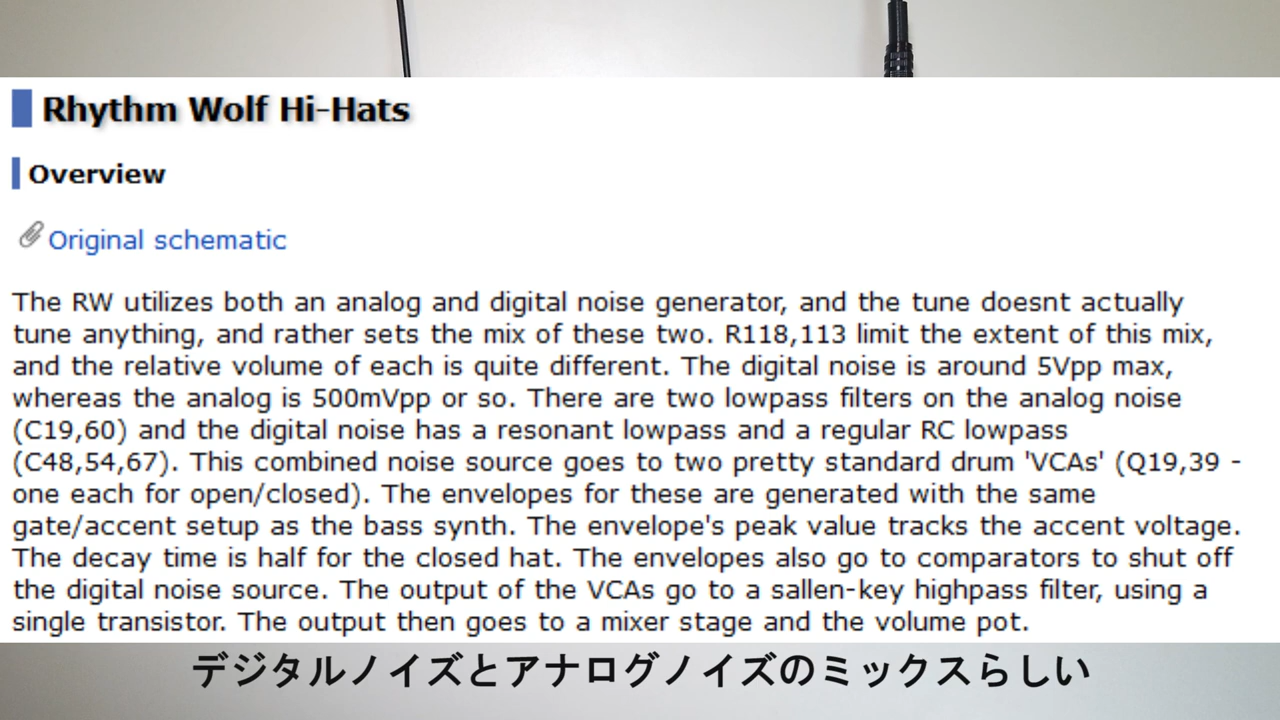 Rhythm Wolf Hi-Hats
Overview
Original schematic
The RW utilizes both an analog and digital noise generator, and the tune doesnt actually
tune anything, and rather sets the mix of these two. R118,113 limit the extent of this mix,
and the relative volume of each is quite different. The digital noise is around 5Vpp max,
whereas the analog is 500mVpp or so. There are two lowpass filters on the analog noise
(C19,60) and the digital noise has a resonant lowpass and a regular RC lowpass
(C48,54,67). This combined noise source goes to two pretty standard drum 'VCAs' (Q19,39 -
one each for open/closed). The envelopes for these are generated with the same
gate/accent setup as the bass synth. The envelope's peak value tracks the accent voltage.
The decay time is half for the closed hat. The envelopes also go to comparators to shut off
the digital noise source. The output of the VCAs go to a sallen-key highpass filter, using a
single transistor. The output then goes to a mixer stage and the volume pot.
デジタルノイズとアナログノイズのミックスらしい